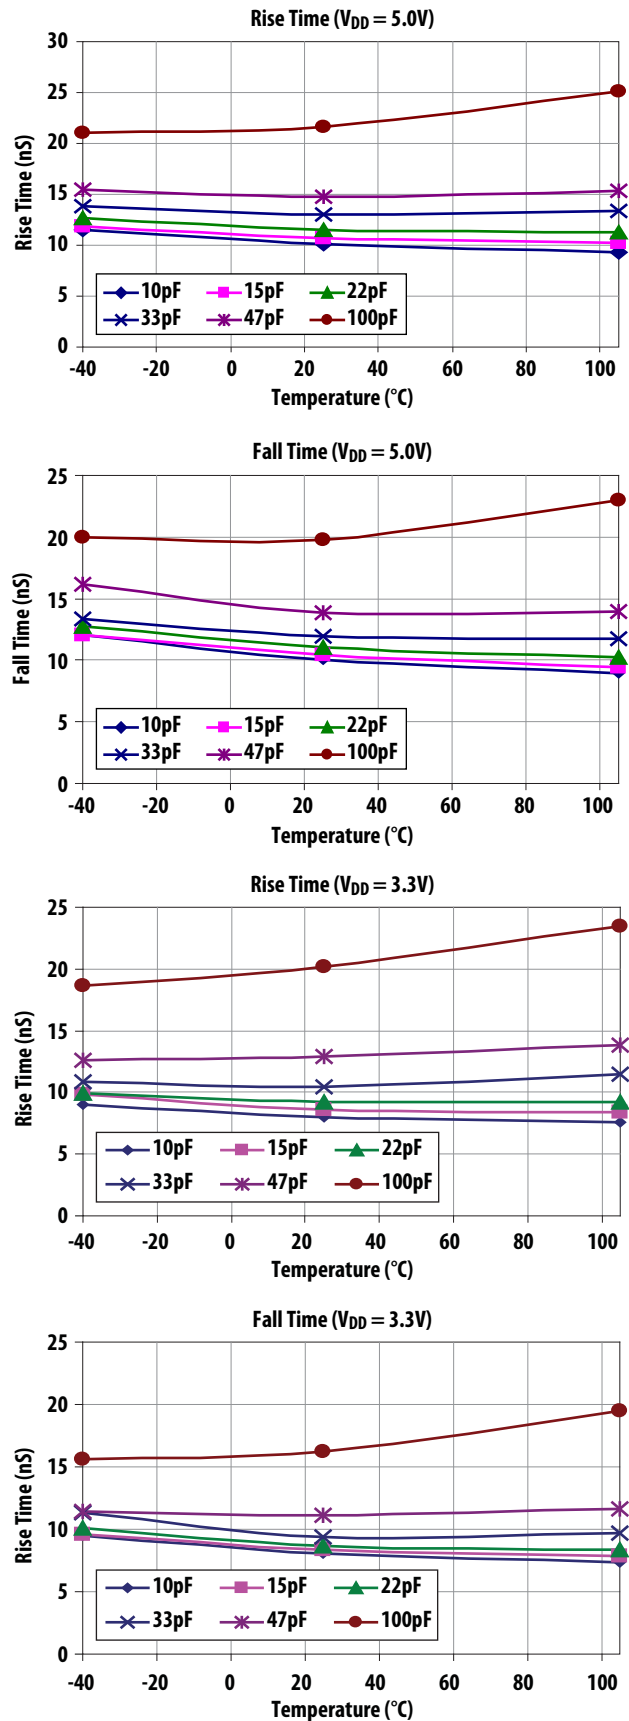 Rise Time (VDD = 5.0V)
Rise Time (nS)
30
25
20
15
10
5
0
10pF 15pF 22pF
33pF 47pF 100pF
-40 -20 0 20 40 60 80 100
Temperature (°C)
Fall Time (VDD = 5.0V)
Fall Time (nS)
25
20
15
10
5
0
10pF 15pF 22pF
33pF 47pF 100pF
-40 -20 0 20 40 60 80 100
Temperature (°C)
Rise Time (VDD = 3.3V)
Rise Time (nS)
25
20
15
10
5
0
10pF 15pF 22pF
33pF 47pF 100pF
-40 -20 0 20 40 60 80 100
Temperature (°C)
Fall Time (VDD = 3.3V)
Rise Time (nS)
25
20
15
10
5
0
10pF 15pF 22pF
33pF 47pF 100pF
-40 -20 0 20 40 60 80 100
Temperature (°C)